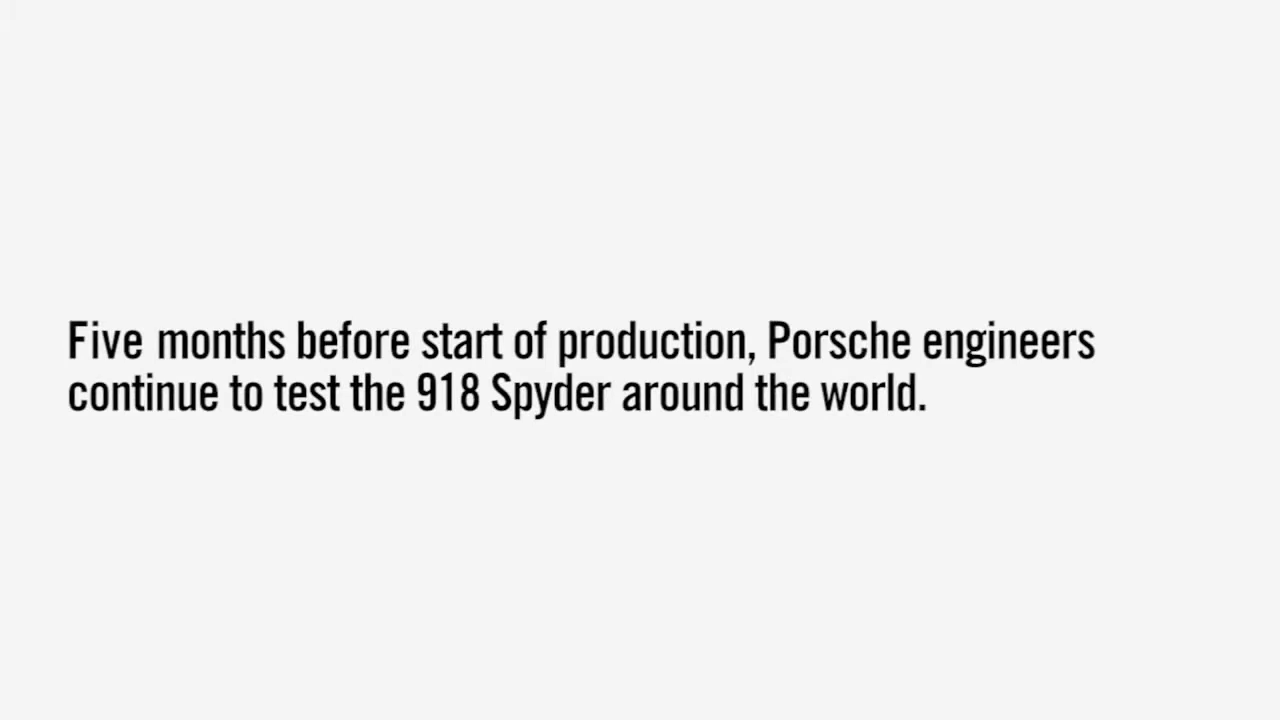 Five months before start of production, Porsche engineers
continue to test the 918 Spyder around the world.